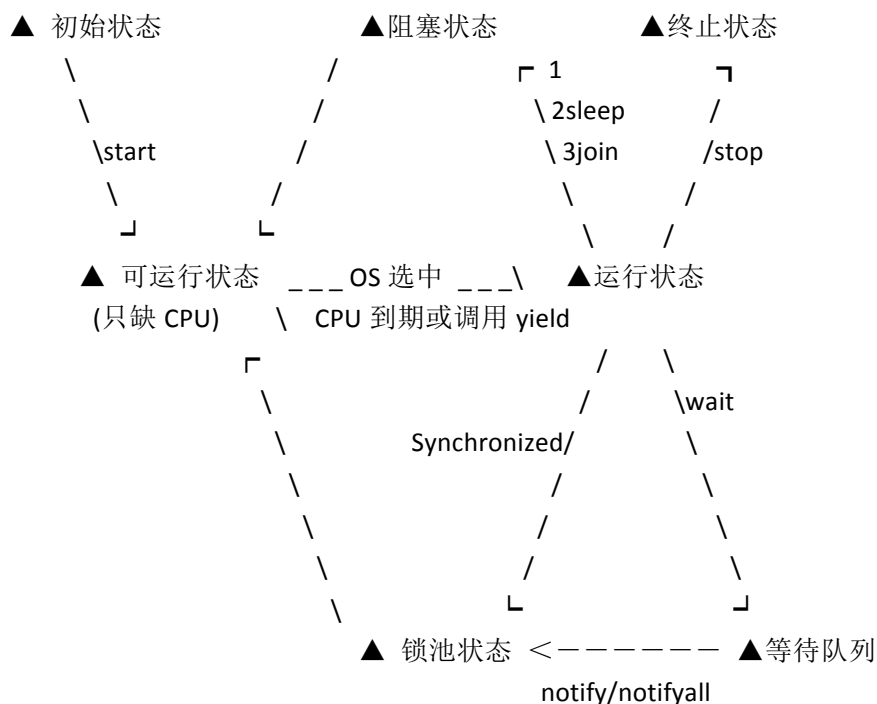 ▲ 初始状态 ▲阻塞状态 ▲终止状态
1
2sleep
\start 3join /stop
▲ 可运行状态 _ _ _ OS 选中 _ _ _\ ▲运行状态
(只缺 CPU) \ CPU 到期或调用 yield
\wait
Synchronized/
▲ 锁池状态 <------ ▲等待队列
notify/notifyall